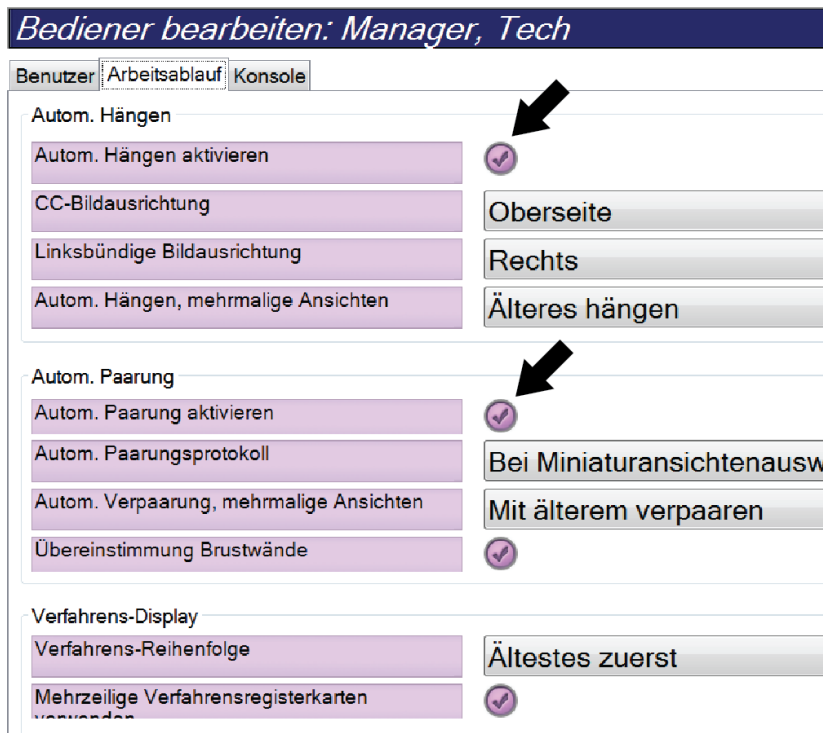 Bediener bearbeiten: Manager, Tech
Benutzer Arbeitsablauf Konsole
Autom. Hängen
Autom. Hängen aktivieren
CC-Bildausrichtung Oberseite
Linksbündige Bildausrichtung Rechts
Autom. Hängen, mehrmalige Ansichten Älteres hängen
Autom. Paarung
Autom. Paarung aktivieren
Autom. Paarungsprotokoll Bei Miniaturansichtenausw
Autom. Verpaarung, mehrmalige Ansichten Mit älterem verpaaren
Übereinstimmung Brustwände
Verfahrens-Display
Verfahrens-Reihenfolge Ältestes zuerst
Mehrzeilige Verfahrensregisterkarten